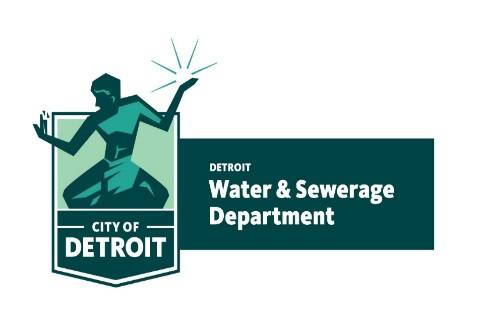 CITY OF
DETROIT
DETROIT
Water & Sewerage
Department